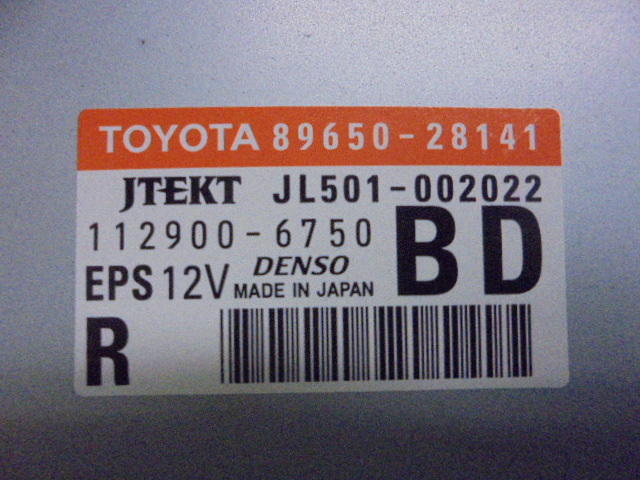 TOYOTA 89650-28141
JTEKT JL501-002022
112900-6750
BD
EPS 12V DENSO
MADE IN JAPAN
R